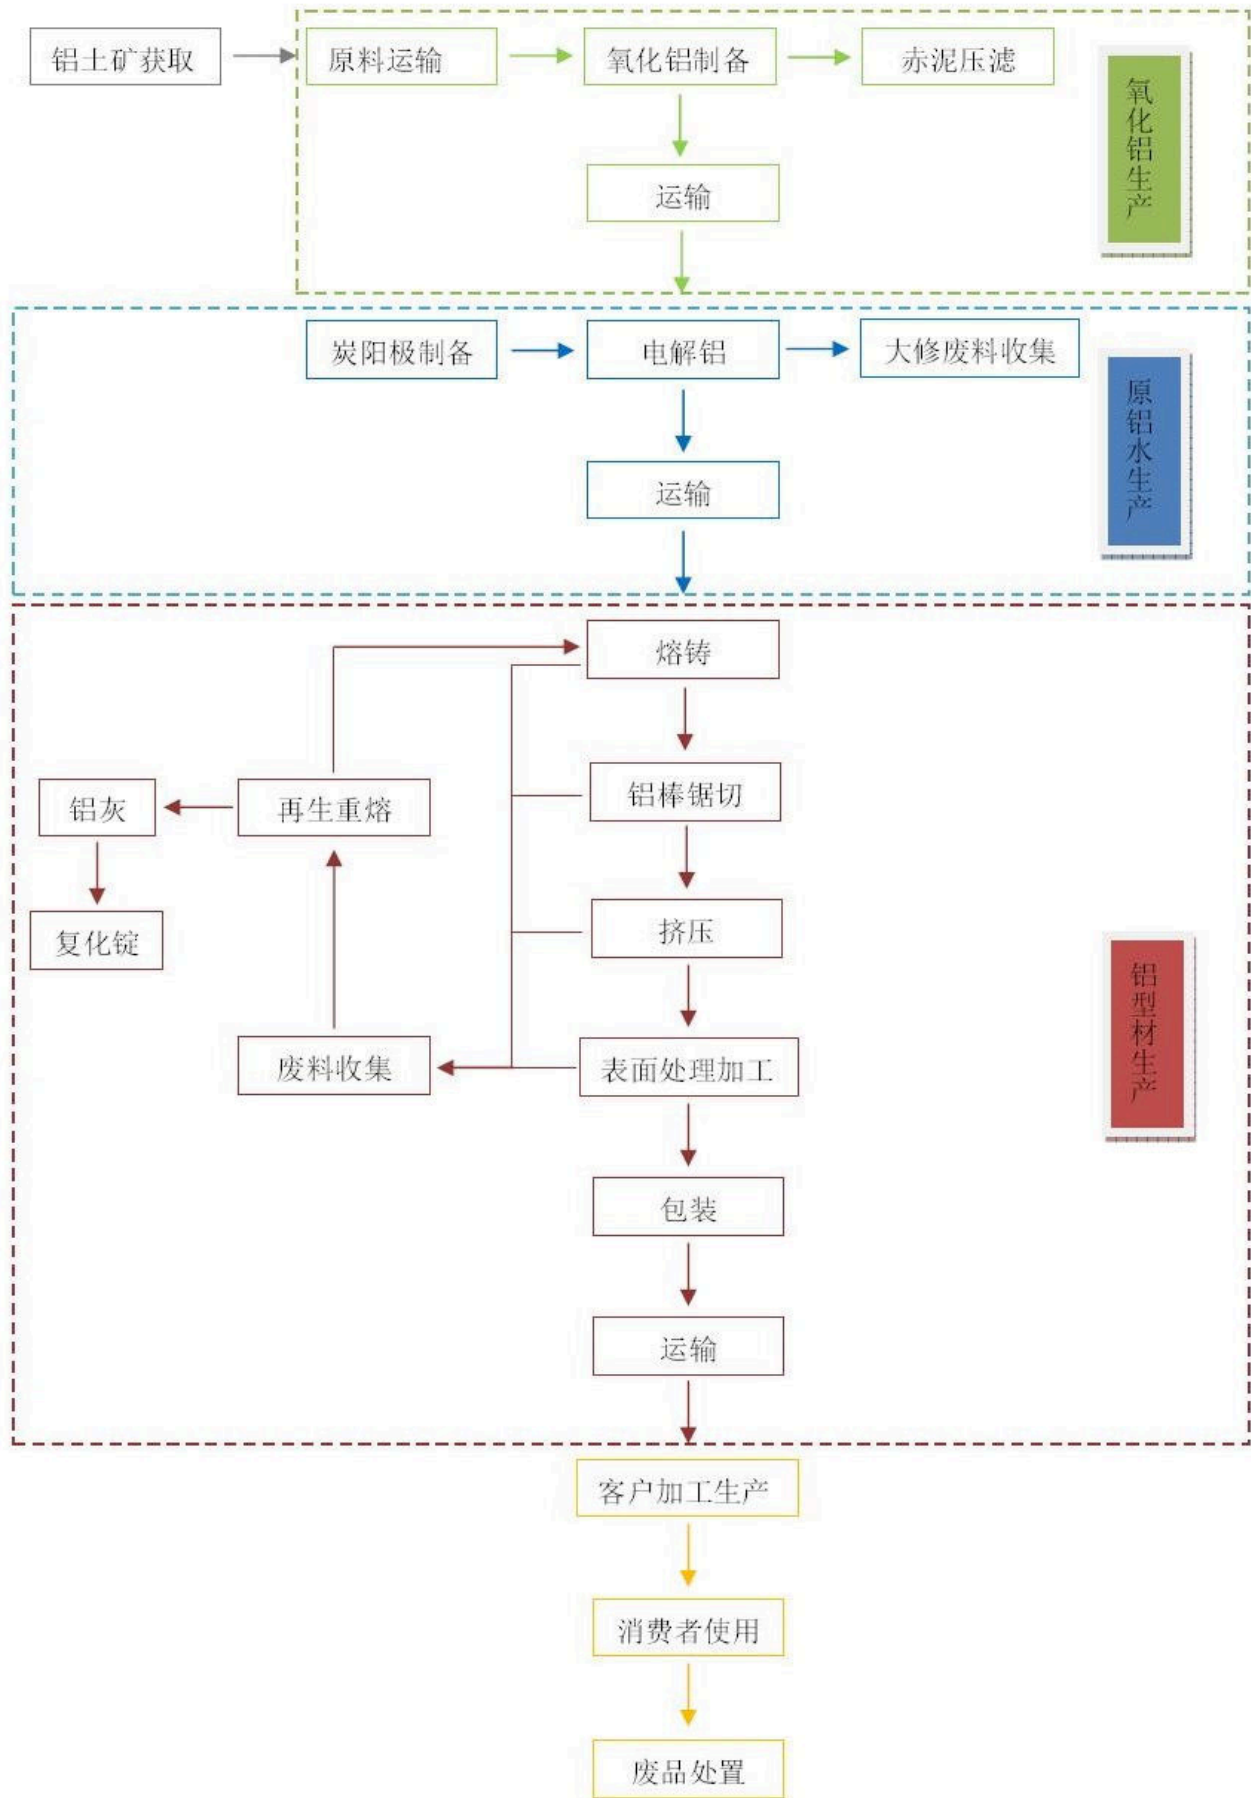 铝土矿获取
原料运输
氧化铝制备
赤泥压滤
运输
氧化铝生产
炭阳极制备
电解铝
大修废料收集
运输
原铝水生产
熔铸
铝棒锯切
再生重熔
铝灰
复化锭
挤压
废料收集
表面处理加工
包装
运输
铝型材生产
客户加工生产
消费者使用
废品处置